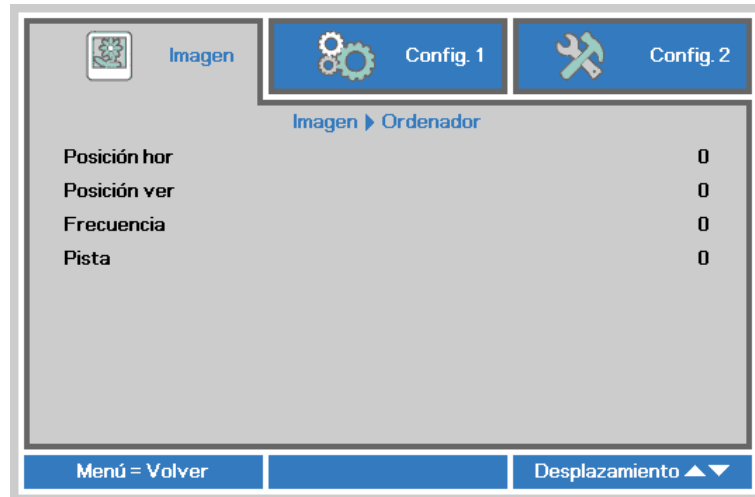 Imagen Config. 1 Config. 2
Imagen ▶ Ordenador
Posición hor 0
Posición ver 0
Frecuencia 0
Pista 0
Menú = Volver Desplazamiento ▲▼